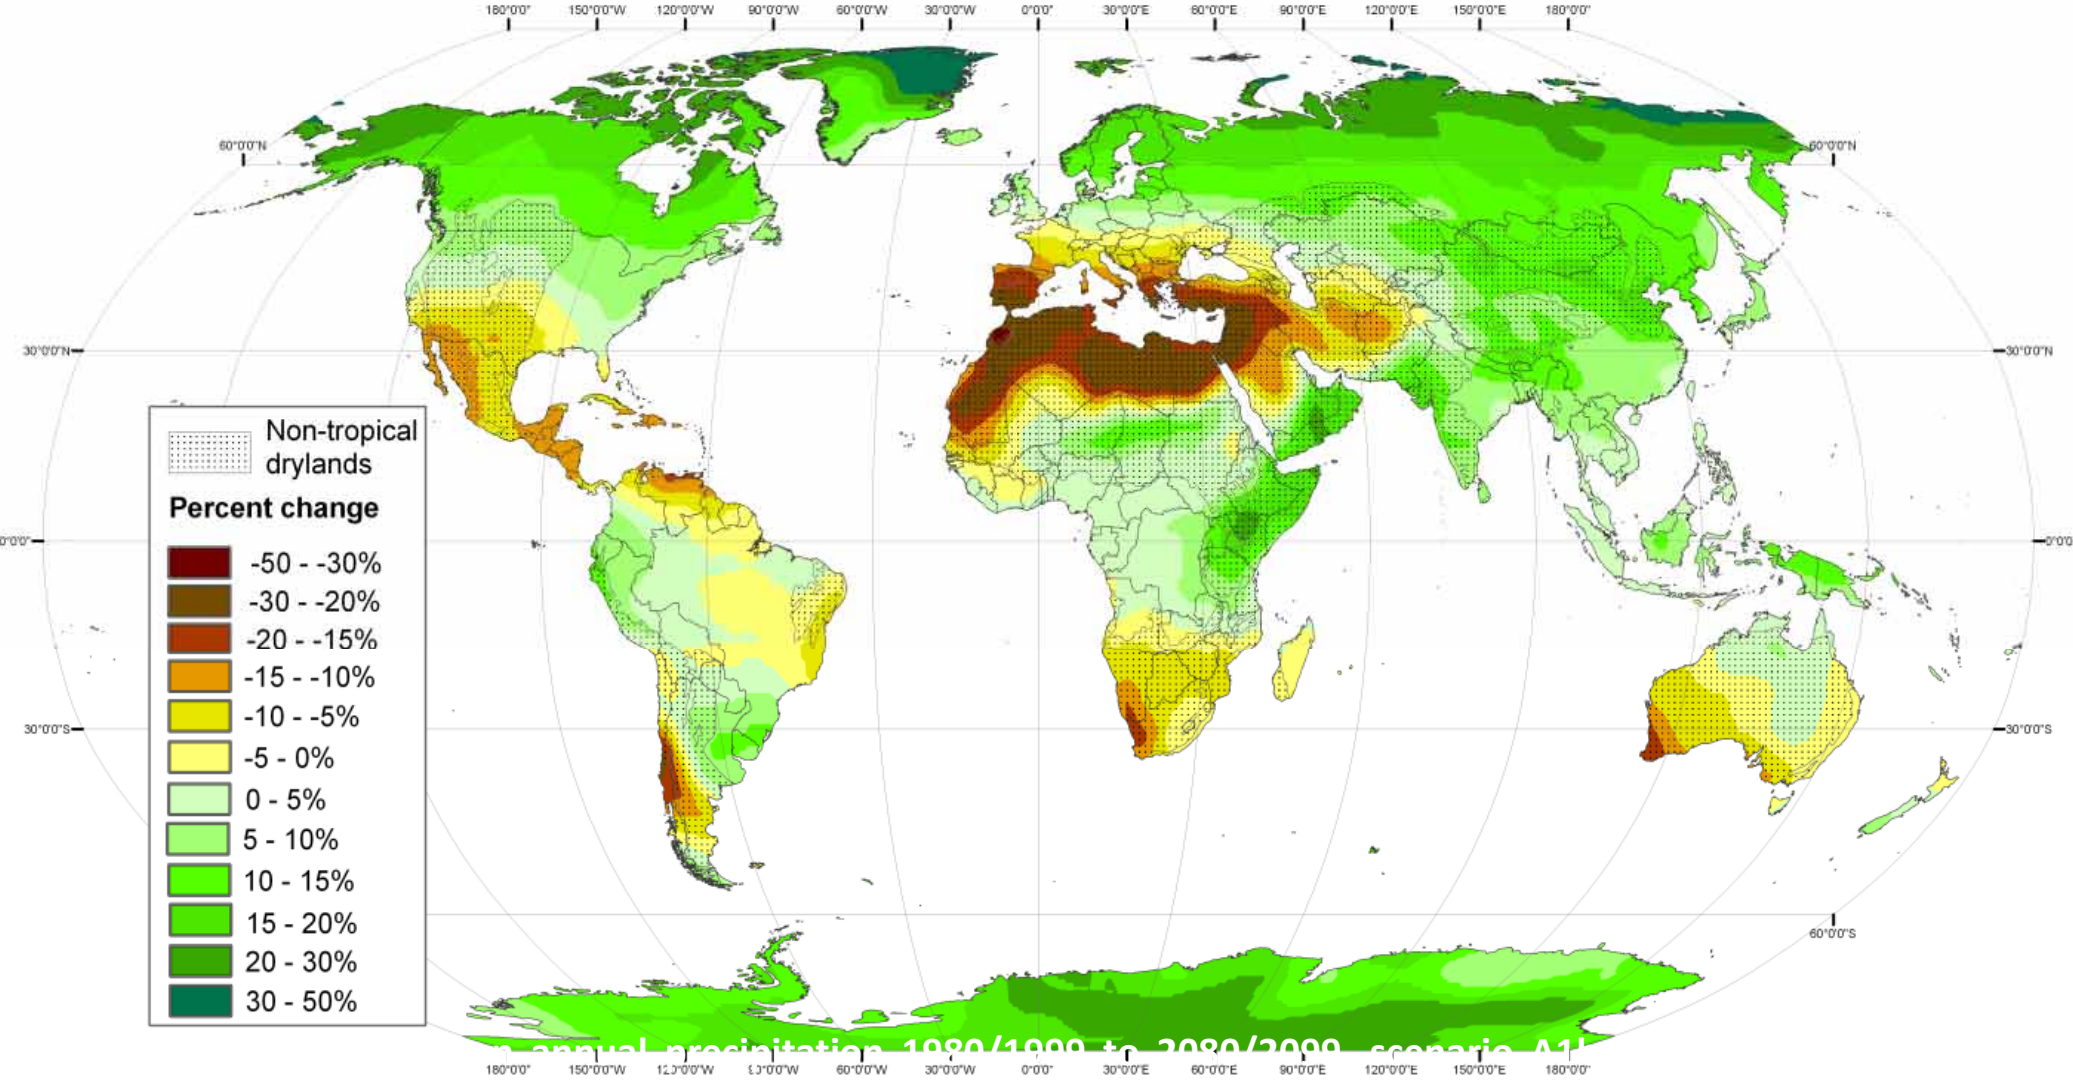 180°0'0" 150°0'0"W 120°0'0"W 90°0'0"W 60°0'0"W 30°0'0"W 0°0'0" 30°0'0"E 60°0'0"E 90°0'0"E 120°0'0"E 150°0'0"E 180°0'0"
60°0'0"N 60°0'0"N
30°0'0"N 30°0'0"N
Non-tropical
drylands
Percent change
-50 - -30%
-30 - -20%
-20 - -15%
-15 - -10%
-10 - -5%
-5 - 0%
0 - 5%
5 - 10%
10 - 15%
15 - 20%
20 - 30%
30 - 50%
0°0'0" 0°0'0
30°0'0"S 30°0'0"S
60°0'0"S
annual precipitation 1980/1999 to 2080/2099, scenario
180°0'0" 150°0'0"W 120°0'0"W 90°0'0"W 60°0'0"W 30°0'0"W 0°0'0" 30°0'0"E 60°0'0"E 90°0'0"E 120°0'0"E 150°0'0"E 180°0'0"